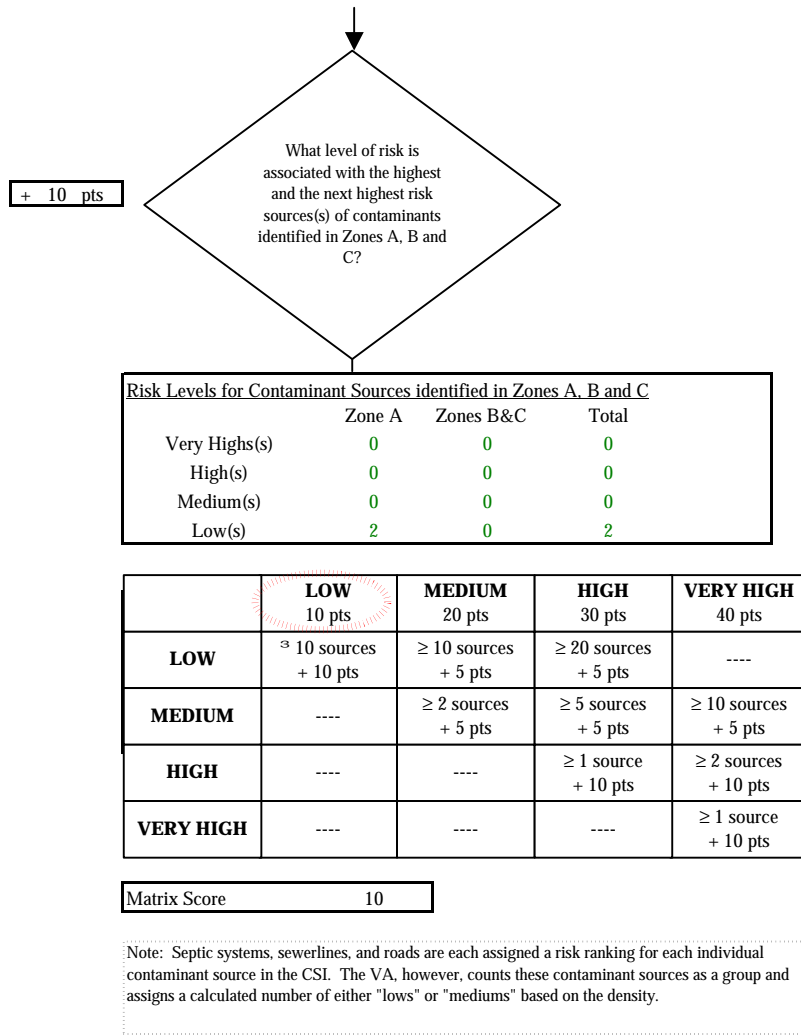 What level of risk is
associated with the highest
and the next highest risk
sources(s) of contaminants
identified in Zones A, B and
C?
+ 10 pts
Risk Levels for Contaminant Sources identified in Zones A, B and C
Zone A Zones B&C Total
Very Highs(s) 0 0 0
High(s) 0 0 0
Medium(s) 0 0 0
Low(s) 2 0 2
LOW MEDIUM HIGH VERY HIGH
10 pts 20 pts 30 pts 40 pts
LOW ³ 10 sources + 10 pts ≥ 10 sources + 5 pts ≥ 20 sources + 5 pts ----
MEDIUM ---- ≥ 2 sources + 5 pts ≥ 5 sources + 5 pts ≥ 10 sources + 5 pts
HIGH ---- ---- ≥ 1 source + 10 pts ≥ 2 sources + 10 pts
VERY HIGH ---- ---- ---- ≥ 1 source + 10 pts
Matrix Score 10
Note: Septic systems, sewerlines, and roads are each assigned a risk ranking for each individual
contaminant source in the CSI. The VA, however, counts these contaminant sources as a group and
assigns a calculated number of either "lows" or "mediums" based on the density.